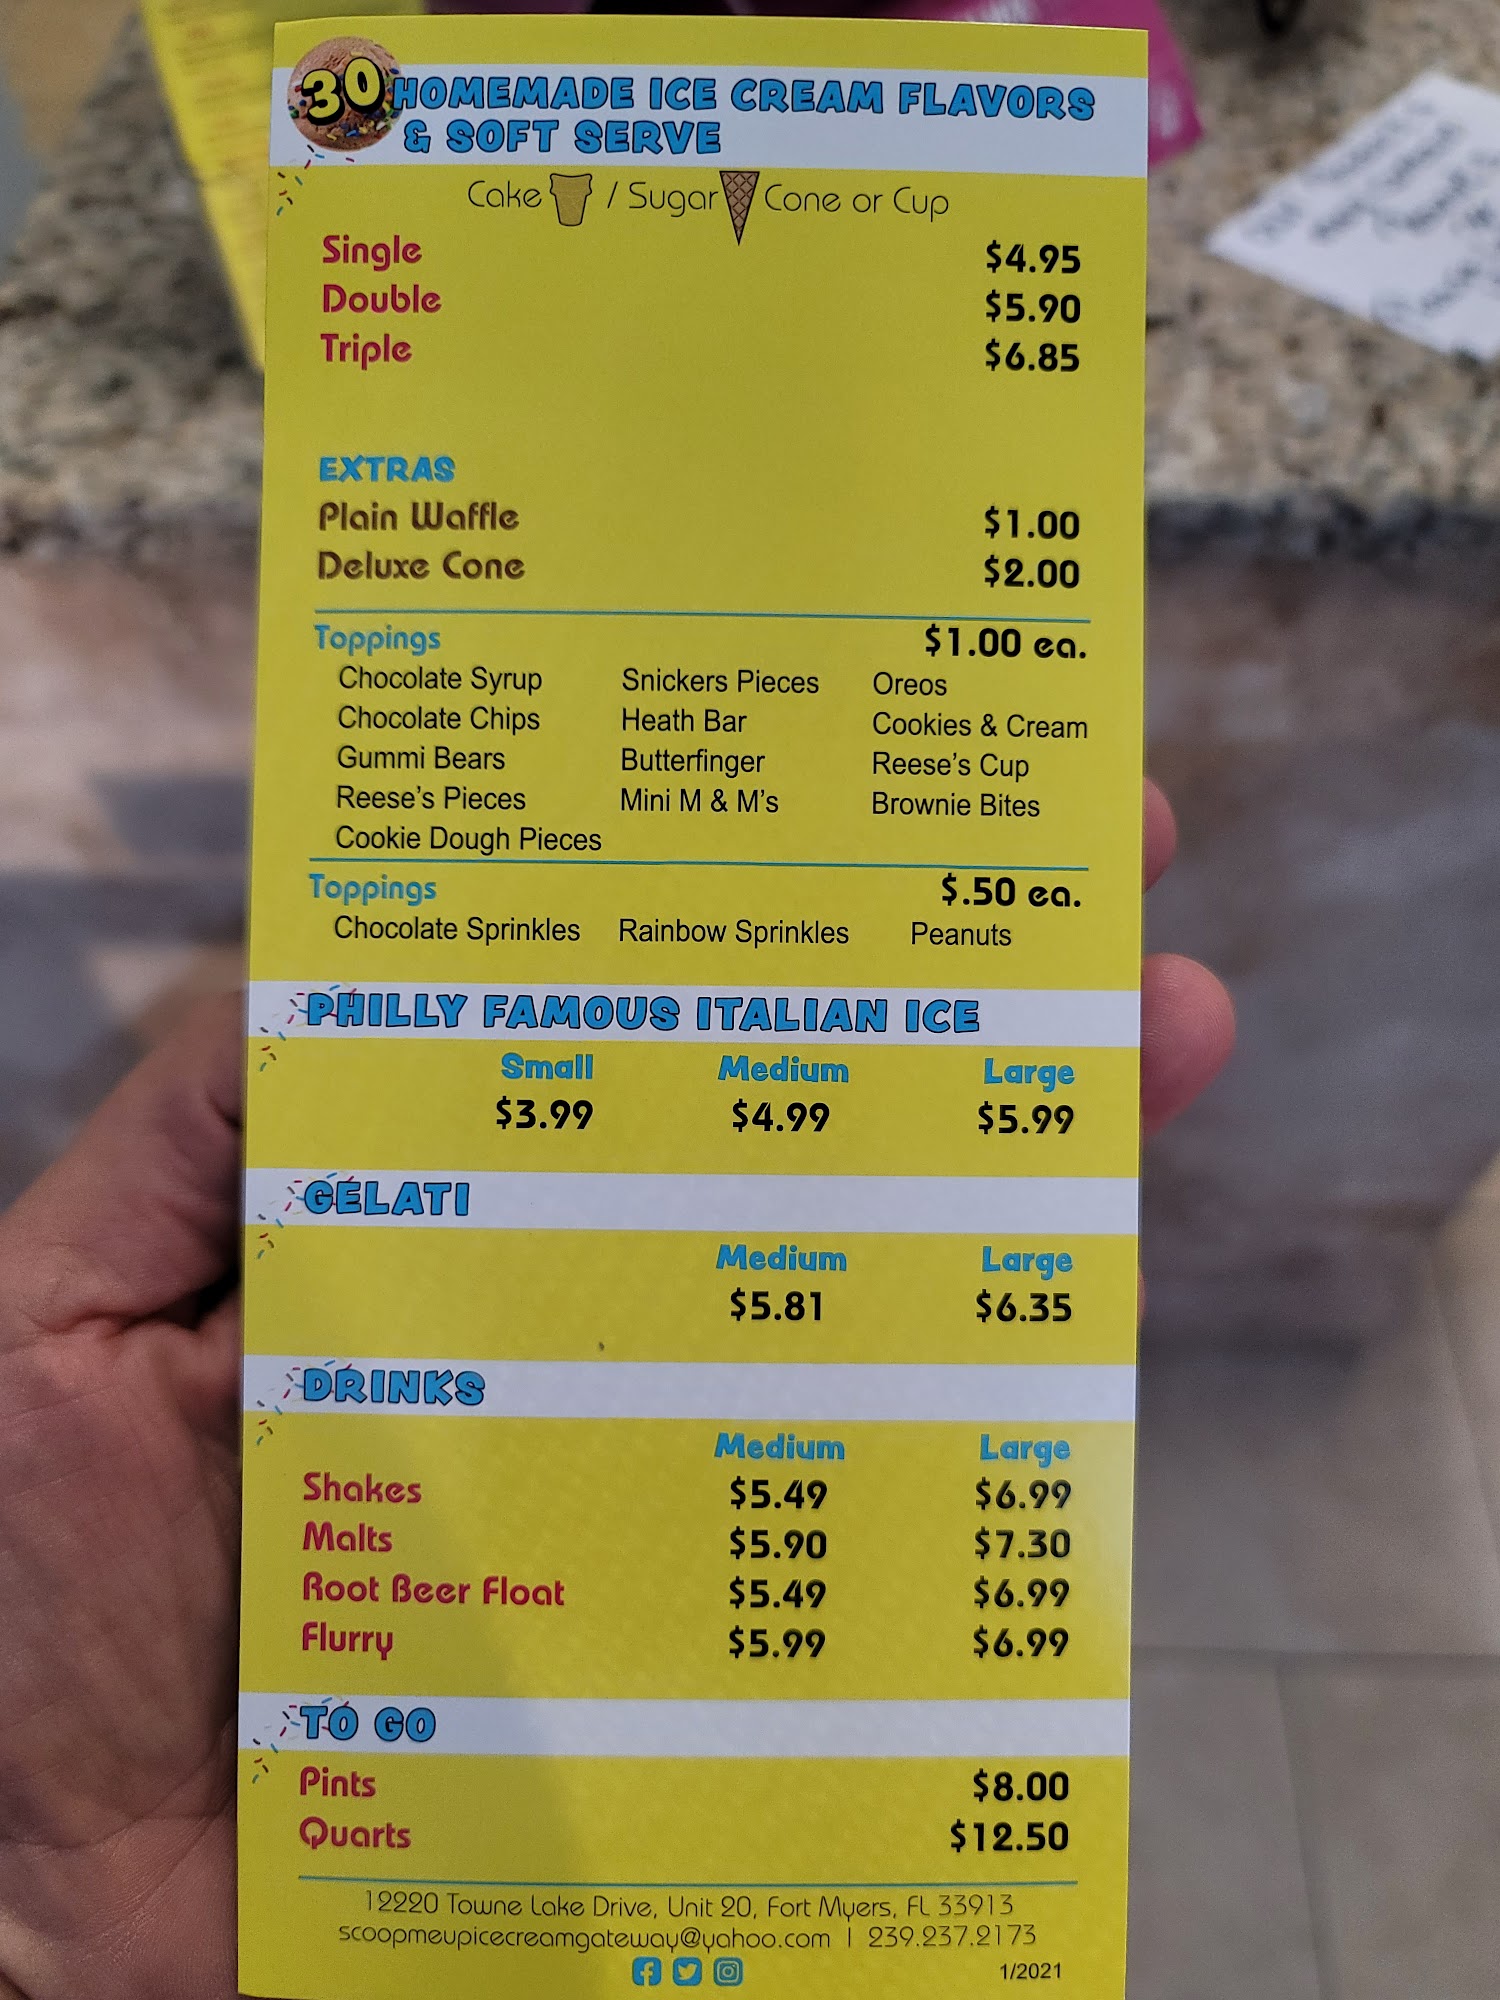 30 HOMEMADE ICE CREAM FLAVORS
& SOFT SERVE
Cake / Sugar Cone or Cup
Single $4.95
Double $5.90
Triple $6.85
EXTRAS
Plain Waffle $1.00
Deluxe Cone $2.00
Toppings $1.00 ea.
Chocolate Syrup Snickers Pieces Oreos
Chocolate Chips Heath Bar Cookies & Cream
Gummi Bears Butterfinger Reese's Cup
Reese's Pieces Mini M & M's Brownie Bites
Cookie Dough Pieces
Toppings $.50 ea.
Chocolate Sprinkles Rainbow Sprinkles Peanuts
PHILLY FAMOUS ITALIAN ICE
Small Medium Large
$3.99 $4.99 $5.99
GELATI
Medium Large
$5.81 $6.35
DRINKS
Medium Large
Shakes $5.49 $6.99
Malts $5.90 $7.30
Root Beer Float $5.49 $6.99
Flurry $5.99 $6.99
TO GO
Pints $8.00
Quarts $12.50
12220 Towne Lake Drive, Unit 20, Fort Myers, FL 33913
scoopmeupicecreamgateway@yahoo.com | 239.237.2173
1/2021